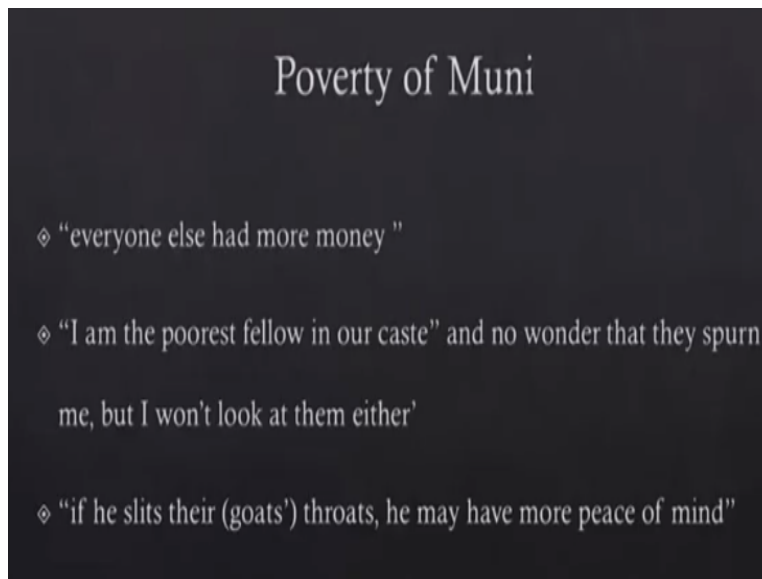 Poverty of Muni
“everyone else had more money ”
“I am the poorest fellow in our caste” and no wonder that they spurn
me, but I won’t look at them either’
“if he slits their (goats’) throats, he may have more peace of mind”